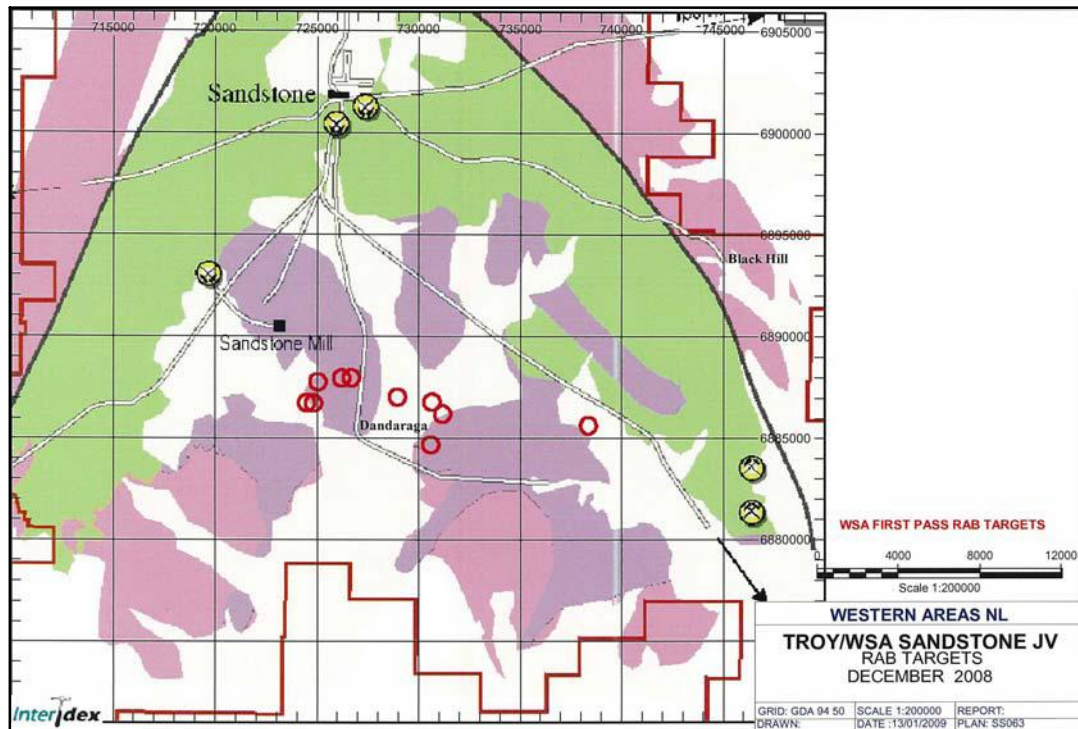 715000 720000 725000 730000 735000 740000 745000
6905000
Sandstone
6900000
6895000
Black Hill
6890000
Sandstone Mill
Dandaraga
6885000
6880000
WSA FIRST PASS RAB TARGETS
0 4000 8000 12000
Scale 1:200000
WESTERN AREAS NL
TROY/WSA SANDSTONE JV
RAB TARGETS
DECEMBER 2008
GRID: GDA 94 50 SCALE 1:200000 REPORT:
DRAWN: DATE :13/01/2009 PLAN: SS063
Interdex